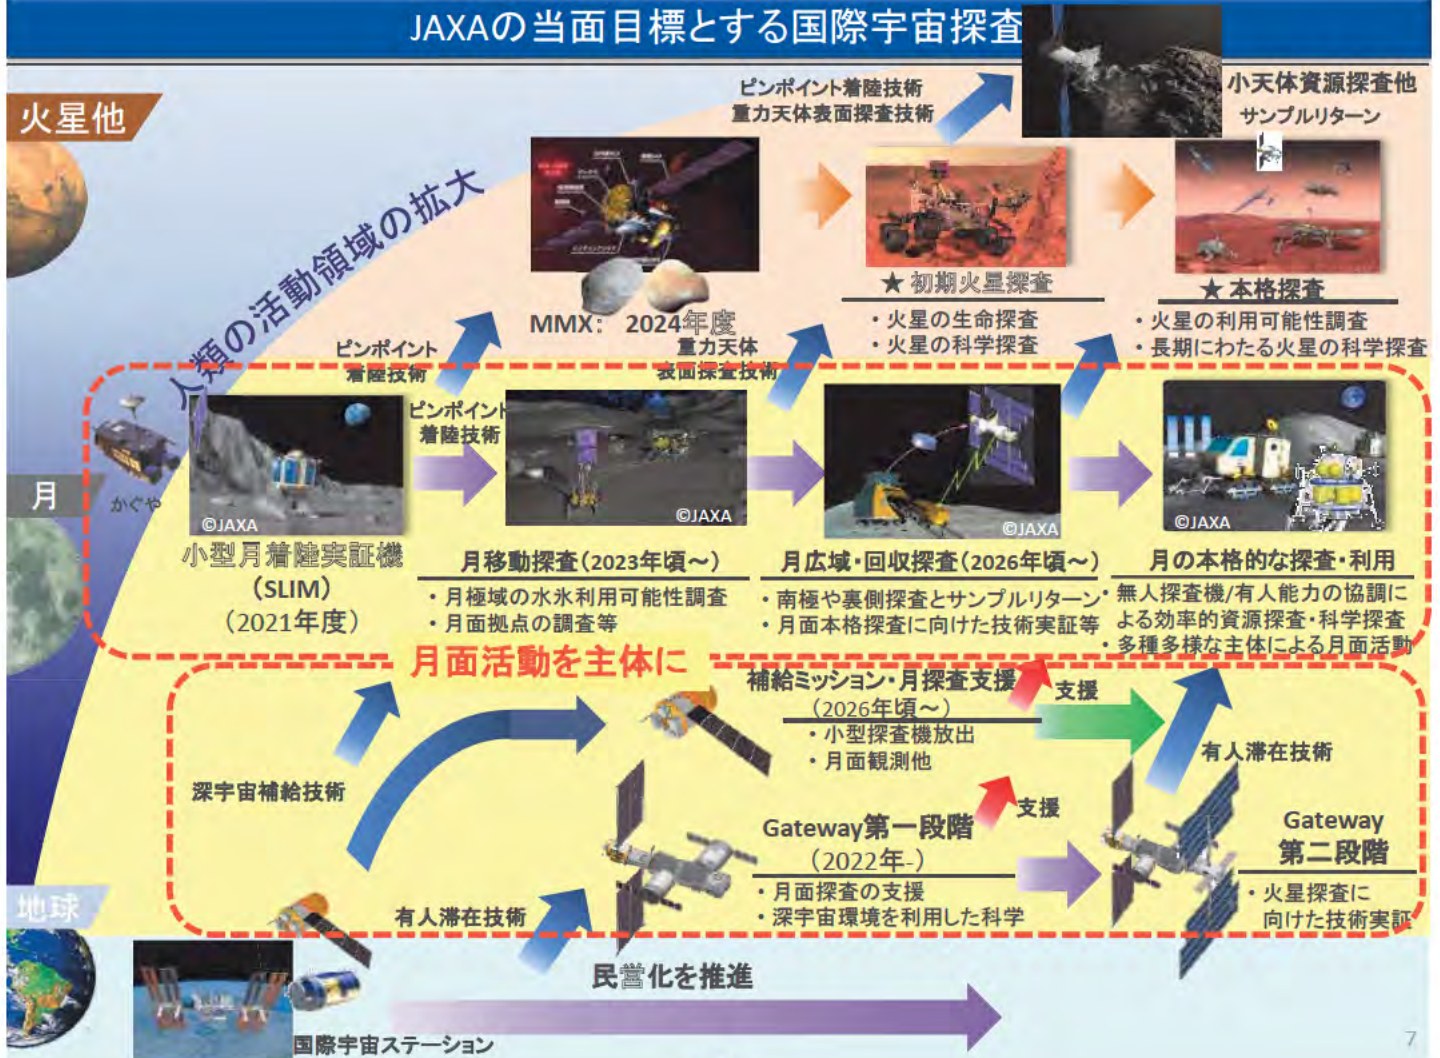 JAXAの当面目標とする国際宇宙探査
火星他
ピンポイント着陸技術
重力天体表面探査技術
小天体資源探査他
サンプルリターン
人類の活動領域の拡大
MMX： 2024年度
★初期火星探査
・火星の生命探査
・火星の科学探査
★本格探査
・火星の利用可能性調査
・長期にわたる火星の科学探査
ピンポイント
着陸技術
重力天体
表面探査技術
ピンポイント
着陸技術
月
かぐや
©JAXA
©JAXA
©JAXA
©JAXA
小型月着陸実証機
（SLIM）
（2021年度）
月移動探査（2023年頃～）
・月極域の水氷利用可能性調査
・月面拠点の調査等
月広域・回収探査（2026年頃～）
・南極や裏側探査とサンプルリターン
・月面本格探査に向けた技術実証等
月の本格的な探査・利用
・無人探査機/有人能力の協調に
よる効率的資源探査・科学探査
・多種多様な主体による月面活動
月面活動を主体に
補給ミッション・月探査支援
（2026年頃～）
・小型探査機放出
・月面観測他
支援
有人滞在技術
深宇宙補給技術
支援
Gateway第一段階
（2022年-）
・月面探査の支援
・深宇宙環境を利用した科学
Gateway
第二段階
・火星探査に
向けた技術実証
地球
有人滞在技術
民営化を推進
国際宇宙ステーション
7